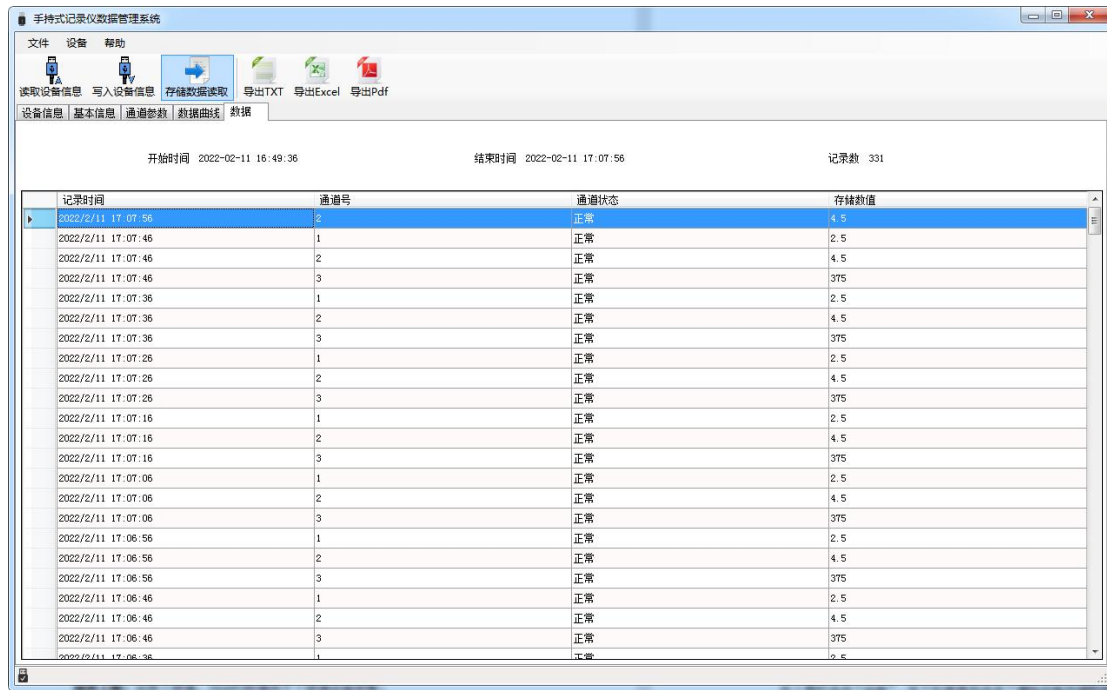 手持式记录仪数据管理系统
文件 设备 帮助
读取设备信息 写入设备信息 存储数据读取 导出TXT 导出Excel 导出Pdf
设备信息 基本信息 通道参数 数据曲线 数据
开始时间 2022-02-11 16:49:36 结束时间 2022-02-11 17:07:56 记录数 331
记录时间 通道号 通道状态 存储数值
2022/2/11 17:07:56 2 正常 4.5
2022/2/11 17:07:46 1 正常 2.5
2022/2/11 17:07:46 2 正常 4.5
2022/2/11 17:07:46 3 正常 375
2022/2/11 17:07:36 1 正常 2.5
2022/2/11 17:07:36 2 正常 4.5
2022/2/11 17:07:36 3 正常 375
2022/2/11 17:07:26 1 正常 2.5
2022/2/11 17:07:26 2 正常 4.5
2022/2/11 17:07:26 3 正常 375
2022/2/11 17:07:16 1 正常 2.5
2022/2/11 17:07:16 2 正常 4.5
2022/2/11 17:07:16 3 正常 375
2022/2/11 17:07:06 1 正常 2.5
2022/2/11 17:07:06 2 正常 4.5
2022/2/11 17:07:06 3 正常 375
2022/2/11 17:06:56 1 正常 2.5
2022/2/11 17:06:56 2 正常 4.5
2022/2/11 17:06:56 3 正常 375
2022/2/11 17:06:46 1 正常 2.5
2022/2/11 17:06:46 2 正常 4.5
2022/2/11 17:06:46 3 正常 375
2022/2/11 17:06:36 1 正常 2.5